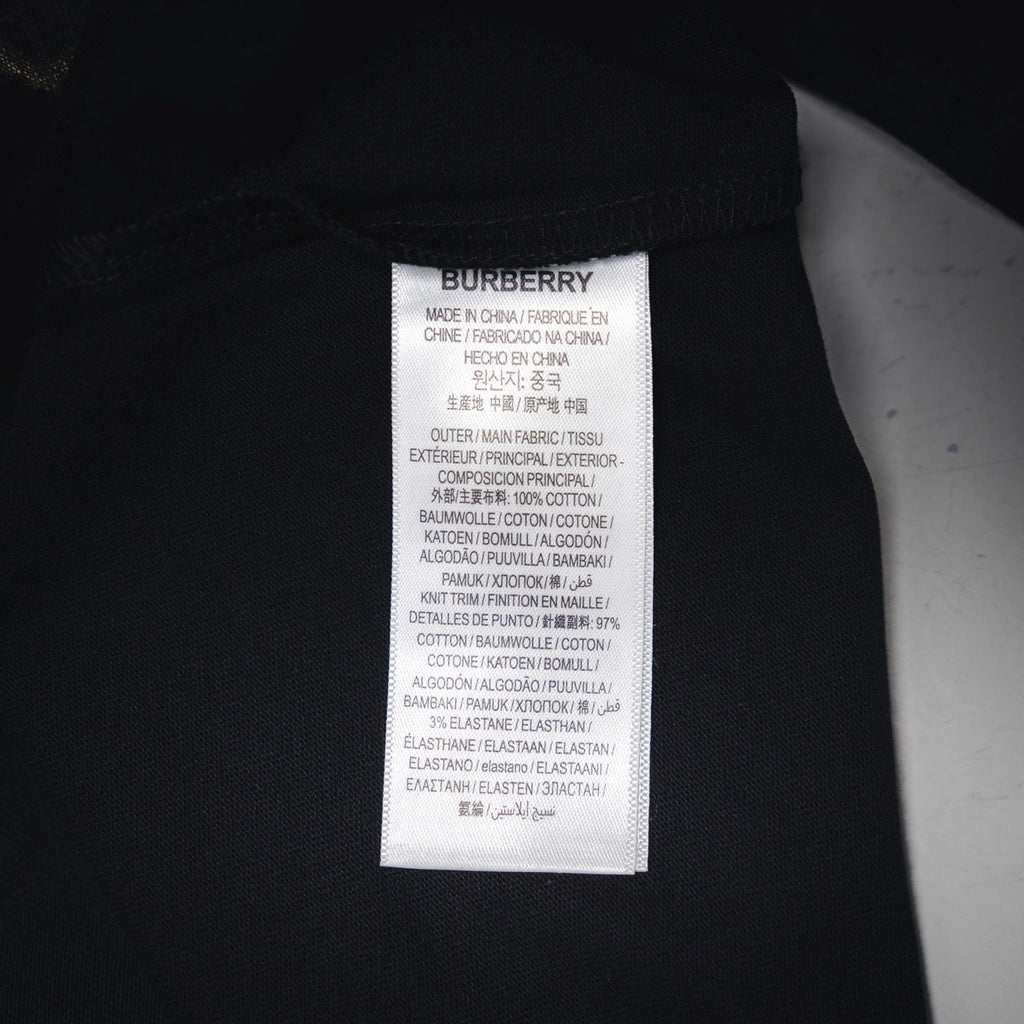 BURBERRY
MADE IN CHINA / FABRIQUE EN
CHINE / FABRICADO NA CHINA /
HECHO EN CHINA
원산지: 중국
生産地 中國 / 原产地 中国
OUTER / MAIN FABRIC / TISSU
EXTÉRIEUR / PRINCIPAL / EXTERIOR -
COMPOSICION PRINCIPAL /
外部/主要布料: 100% COTTON /
BAUMWOLLE / COTON / COTONE /
KATOEN / BOMULL / ALGODÓN /
ALGODÃO / PUUVILLA / BAMBAKI /
PAMUK / ХЛОПОК / 棉 / قطن /
KNIT TRIM / FINITION EN MAILLE /
DETALLES DE PUNTO / 針織副料: 97%
COTTON / BAUMWOLLE / COTON /
COTONE / KATOEN / BOMULL /
ALGODÓN / ALGODÃO / PUUVILLA /
BAMBAKI / PAMUK / ХЛОПОК / 棉 / قطن
3% ELASTANE / ELASTHAN /
ÉLASTHANE / ELASTAAN / ELASTAN /
ELASTANO / elastano / ELASTAANI /
ΕΛΑΣΤΑΝΗ / ELASTEN / ЭЛАСТАН /
氨綸 / نسيج إيلاستين